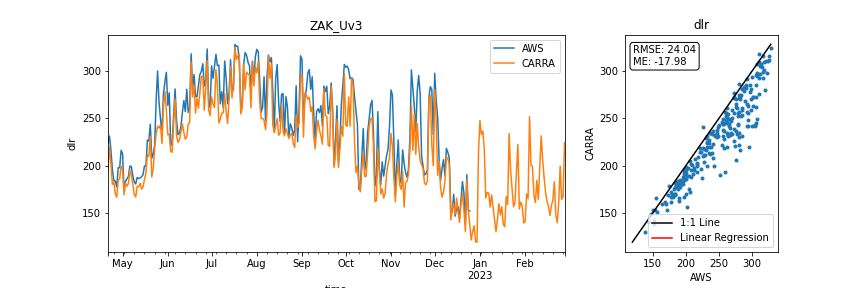 ZAK_Uv3
dlr
AWS
CARRA
300
250
200
150
dlr
May
Jun
Jul
Aug
Sep
Oct
Nov
Dec
Jan
2023
Feb
time
RMSE: 24.04
ME: -17.98
300
250
200
150
CARRA
1:1 Line
Linear Regression
150
200
250
300
AWS